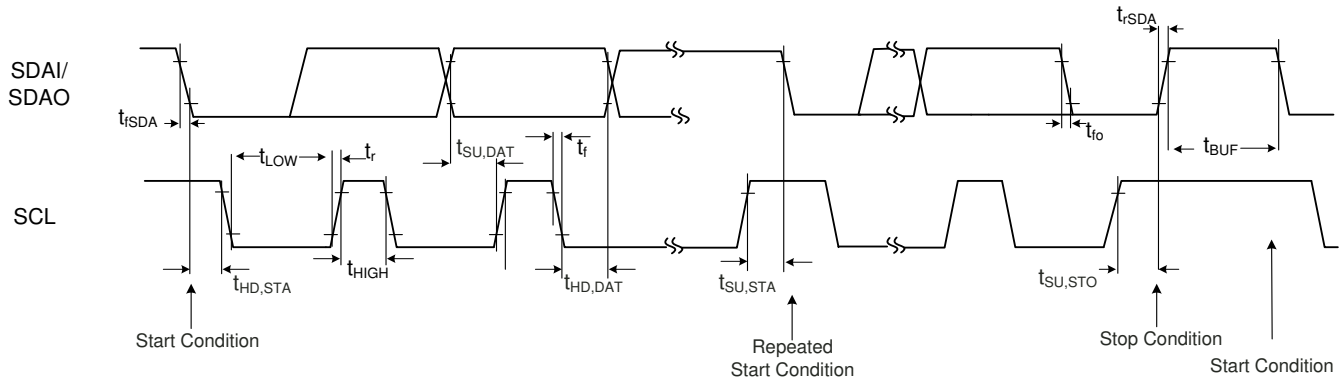 trSDA
SDAI/
SDAO
tfSDA
tLOW
tr
tSU,DAT
tf
tfo
tBUF
SCL
tHD,STA
tHIGH
tHD,DAT
tSU,STA
tSU,STO
Start Condition
Repeated
Start Condition
Stop Condition
Start Condition